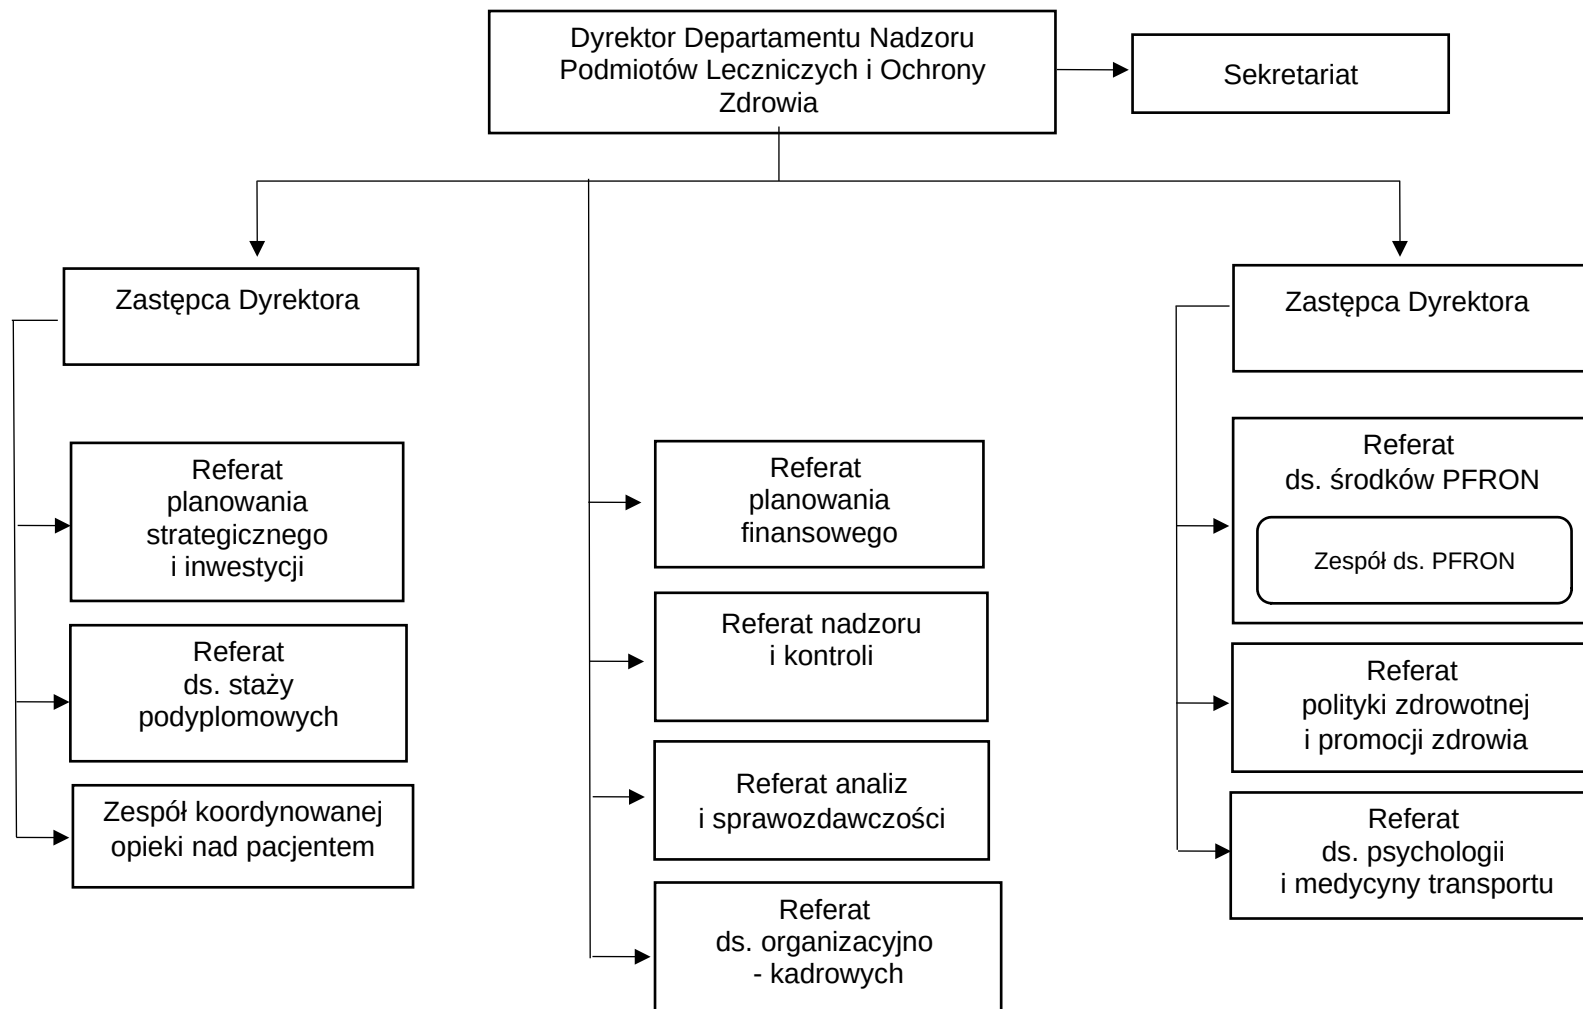 Dyrektor Departamentu Nadzoru
Podmiotów Leczniczych i Ochrony
Zdrowia
Sekretariat
Zastępca Dyrektora
Referat
planowania
strategicznego
i inwestycji
Referat
ds. staży
podyplomowych
Zespół koordynowanej
opieki nad pacjentem
Referat
planowania
finansowego
Referat nadzoru
i kontroli
Referat analiz
i sprawozdawczości
Referat
ds. organizacyjno
- kadrowych
Zastępca Dyrektora
Referat
ds. środków PFRON
Zespół ds. PFRON
Referat
polityki zdrowotnej
i promocji zdrowia
Referat
ds. psychologii
i medycyny transportu